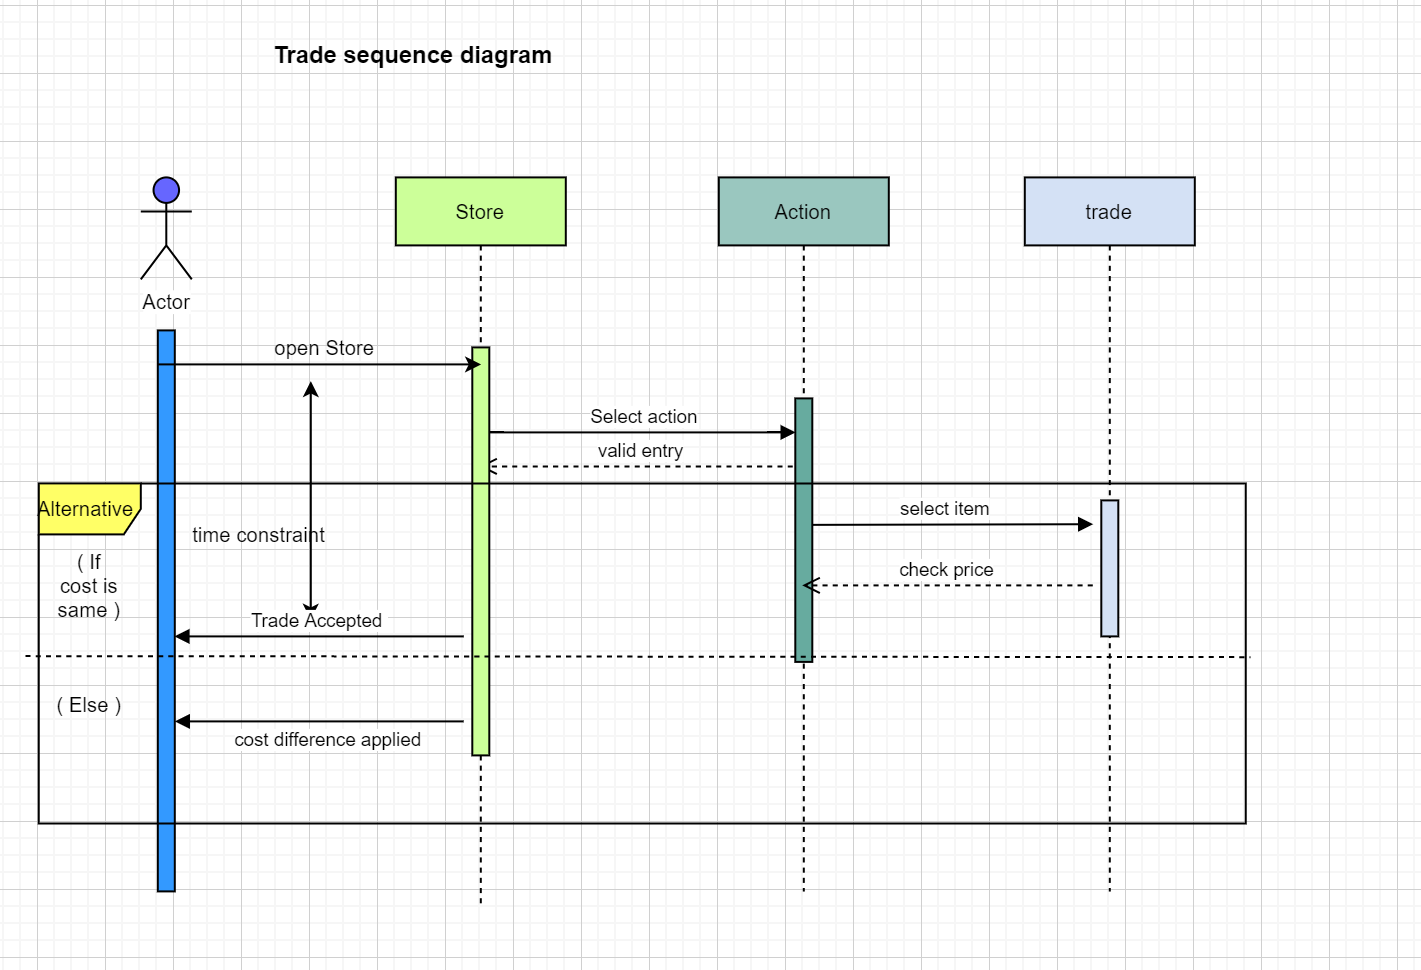 Trade sequence diagram
Store
Action
trade
Actor
open Store
Select action
valid entry
Alternative
select item
time constraint
( If
cost is
same )
check price
Trade Accepted
( Else )
cost difference applied